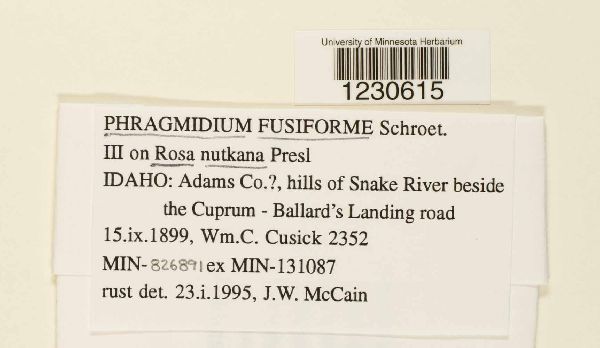 University of Minnesota Herbarium
1230615
PHRAGMIDIUM FUSIFORME Schroet.
III on Rosa nutkana Presl
IDAHO: Adams Co.?, hills of Snake River beside
the Cuprum - Ballard's Landing road
15.ix.1899, Wm.C. Cusick 2352
MIN-826891 ex MIN-131087
rust det. 23.i.1995, J.W. McCain